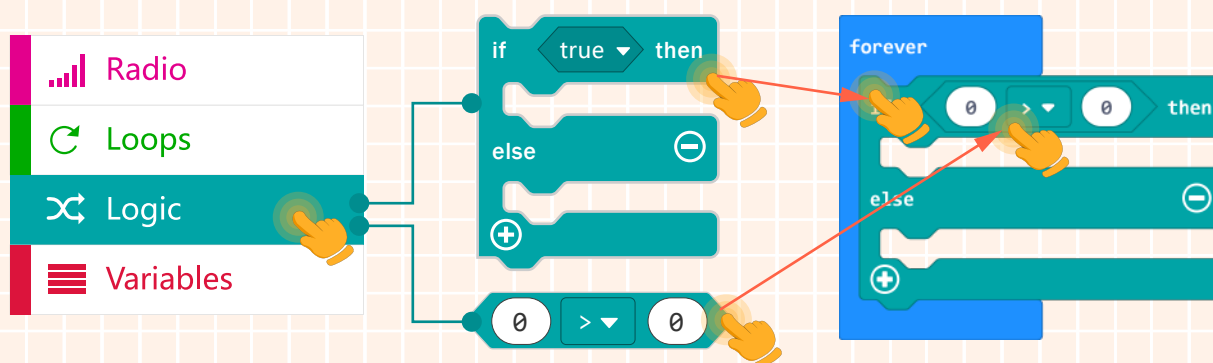 Radio
Loops
Logic
Variables
if true then
else
0 > 0
forever
0 > 0 then
else